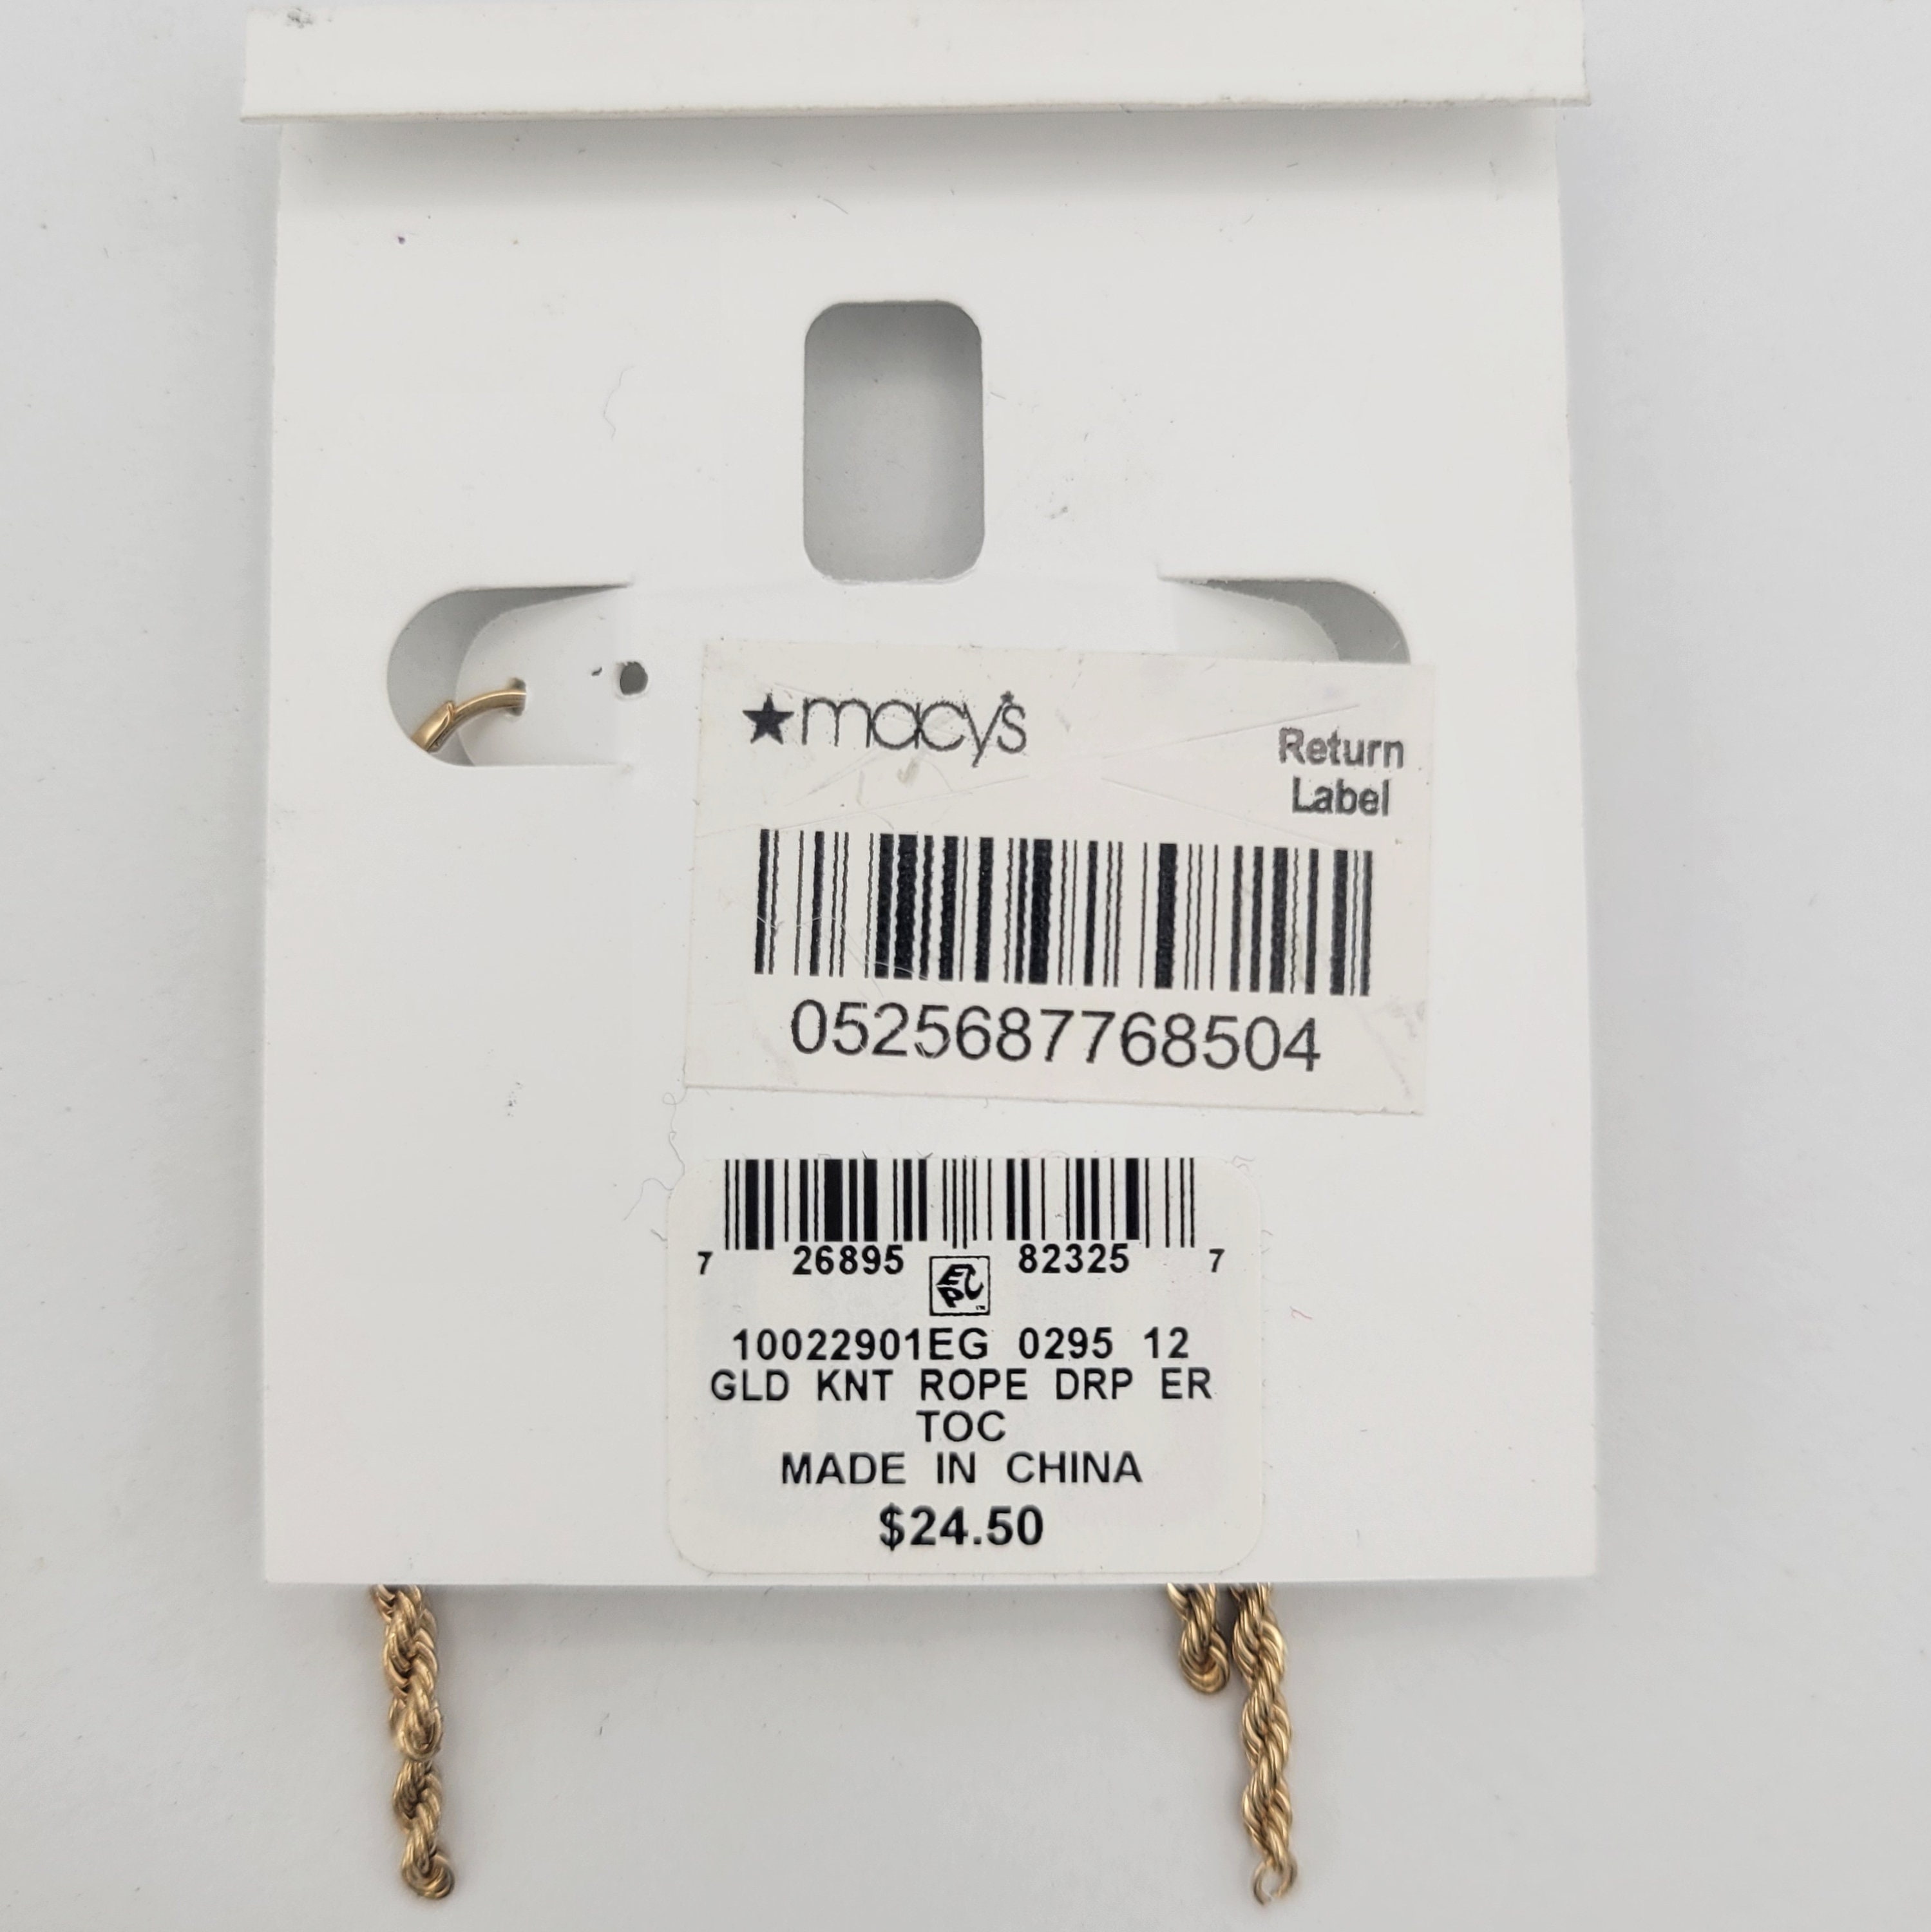 ★macy's
Return
Label
0525687768504
7 26895 82325 7
EPC
10022901EG 0295 12
GLD KNT ROPE DRP ER
TOC
MADE IN CHINA
$24.50